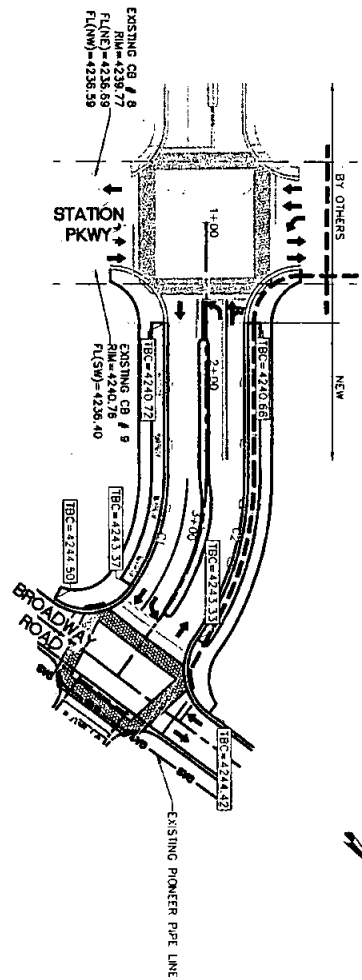 EXISTING CB # 8
RIM=4239.77
FL(NE)=4236.69
FL(NW)=4236.59
BY OTHERS
NEW
STATION
PKWY
1+00
2+00
3+00
EXISTING CB # 9
RIM=4240.76
FL(SW)=4236.40
TBC=4240.72
TBC=4240.66
TBC=4243.37
TBC=4244.50
TBC=4243.33
TBC=4244.42
C1
C2
BROADWAY
ROAD
EXISTING PIONEER PIPE LINE